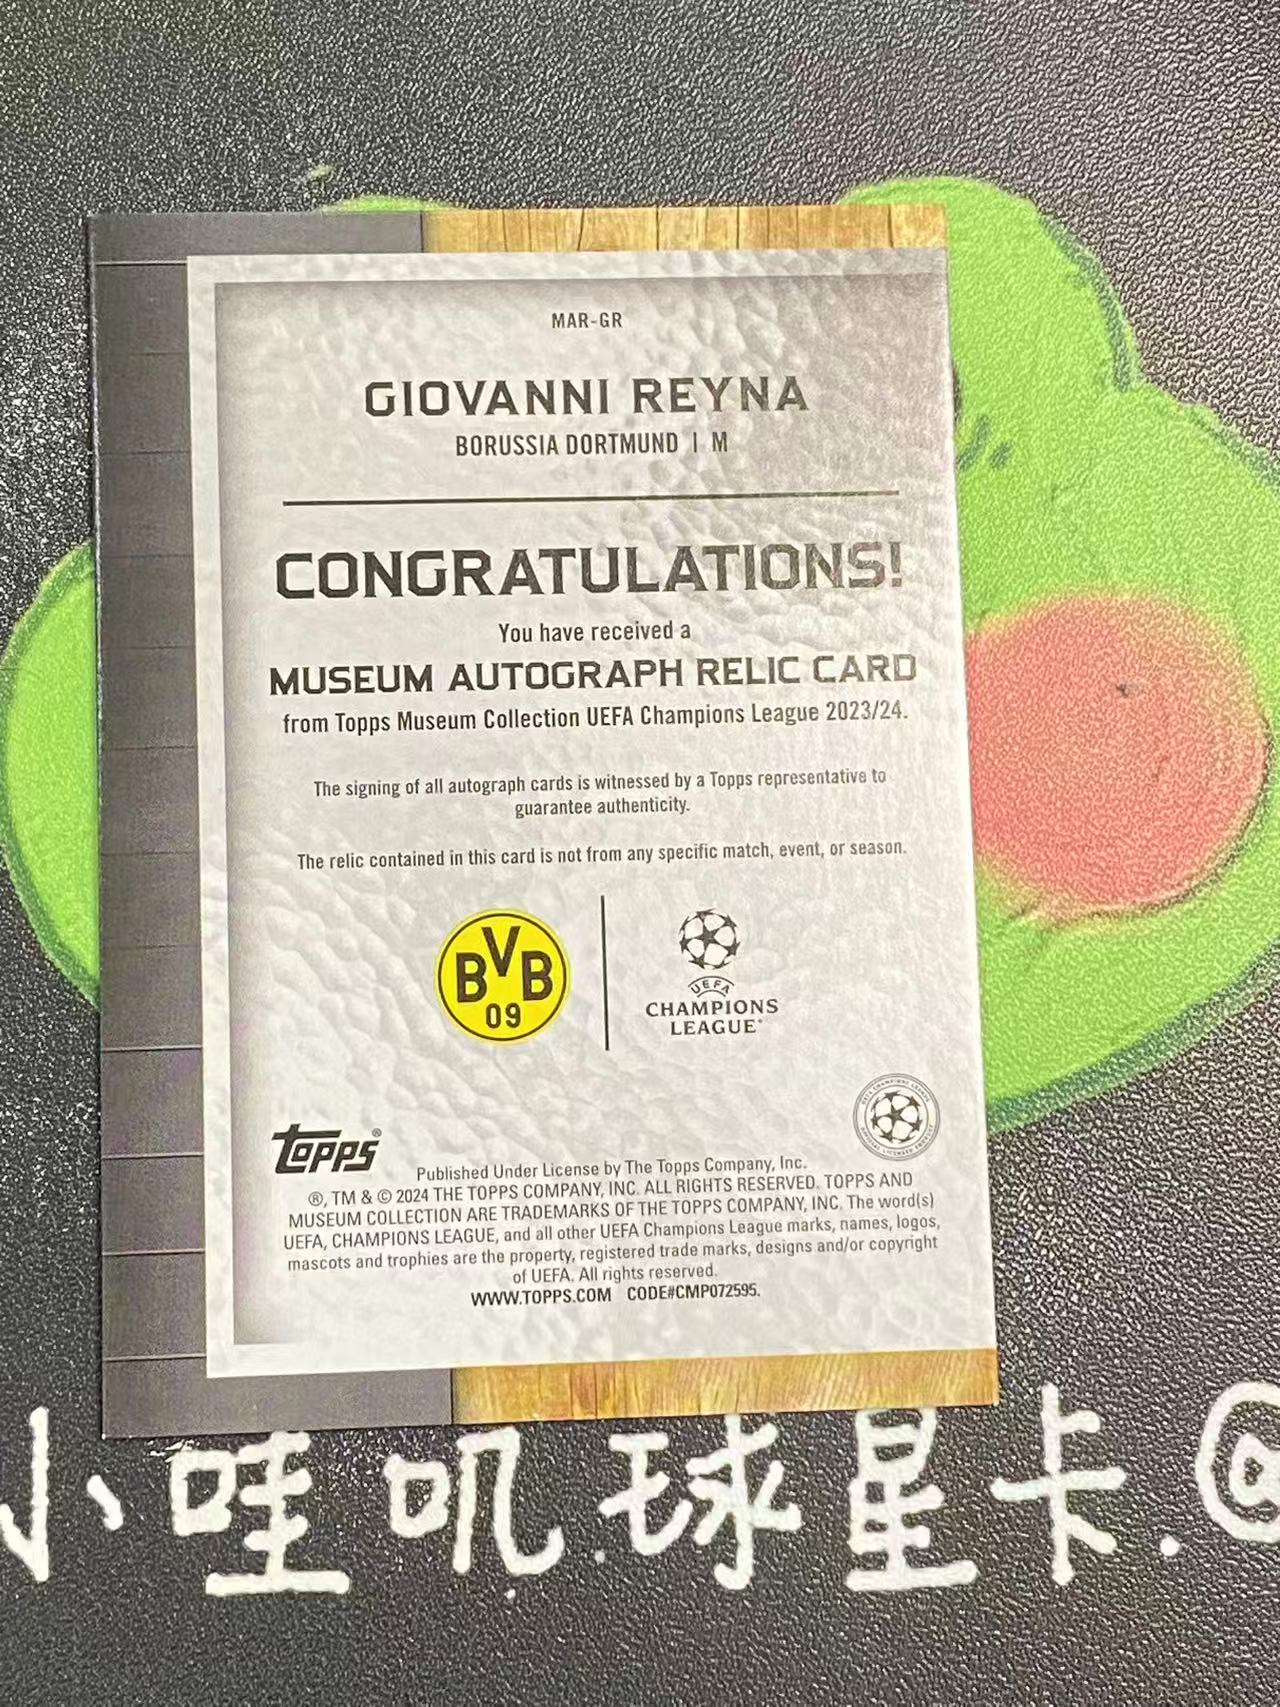 MAR-GR
GIOVANNI REYNA
BORUSSIA DORTMUND | M
CONGRATULATIONS!
You have received a
MUSEUM AUTOGRAPH RELIC CARD
from Topps Museum Collection UEFA Champions League 2023/24.
The signing of all autograph cards is witnessed by a Topps representative to
guarantee authenticity.
The relic contained in this card is not from any specific match, event, or season.
BVB
09
UEFA
CHAMPIONS
LEAGUE
Topps®
Published Under License by The Topps Company, Inc.
®, TM & © 2024 THE TOPPS COMPANY, INC. ALL RIGHTS RESERVED. TOPPS AND
MUSEUM COLLECTION ARE TRADEMARKS OF THE TOPPS COMPANY, INC. The word(s)
UEFA, CHAMPIONS LEAGUE, and all other UEFA Champions League marks, names, logos,
mascots and trophies are the property, registered trade marks, designs and/or copyright
of UEFA. All rights reserved.
WWW.TOPPS.COM CODE#CMP072595.
小哇叽.球星卡.@